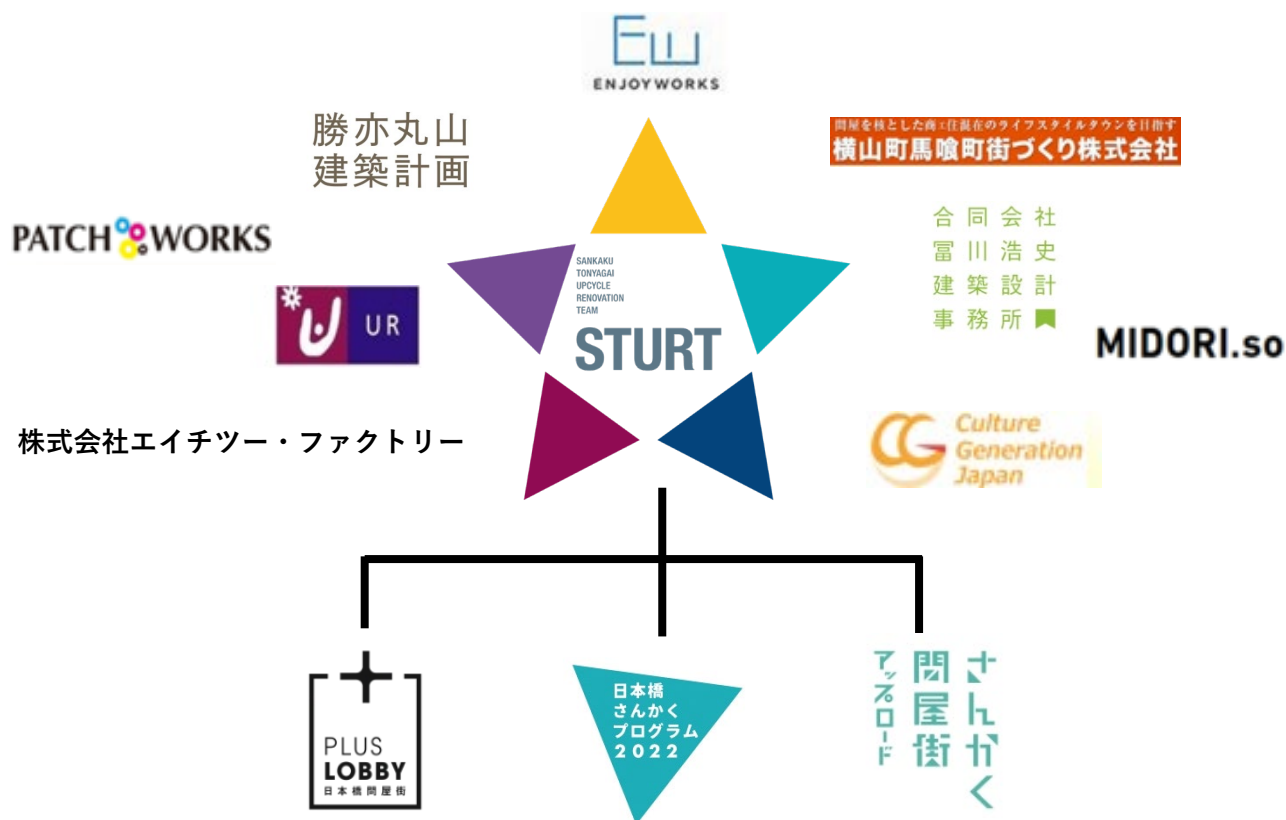 EW
ENJOYWORKS
勝亦丸山
建築計画
問屋を核とした商工住混在のライフスタイルタウンを目指す
横山町馬喰町街づくり株式会社
PATCH WORKS
合同会社
冨川浩史
建築設計
事務所
UR
SANKAKU
TONYAGAI
UPCYCLE
RENOVATION
TEAM
STURT
MIDORI.so
株式会社エイチツー・ファクトリー
CG
Culture
Generation
Japan
PLUS
LOBBY
日本橋問屋街
日本橋
さんかく
プログラム
2022
さんかく
問屋街
アップロード